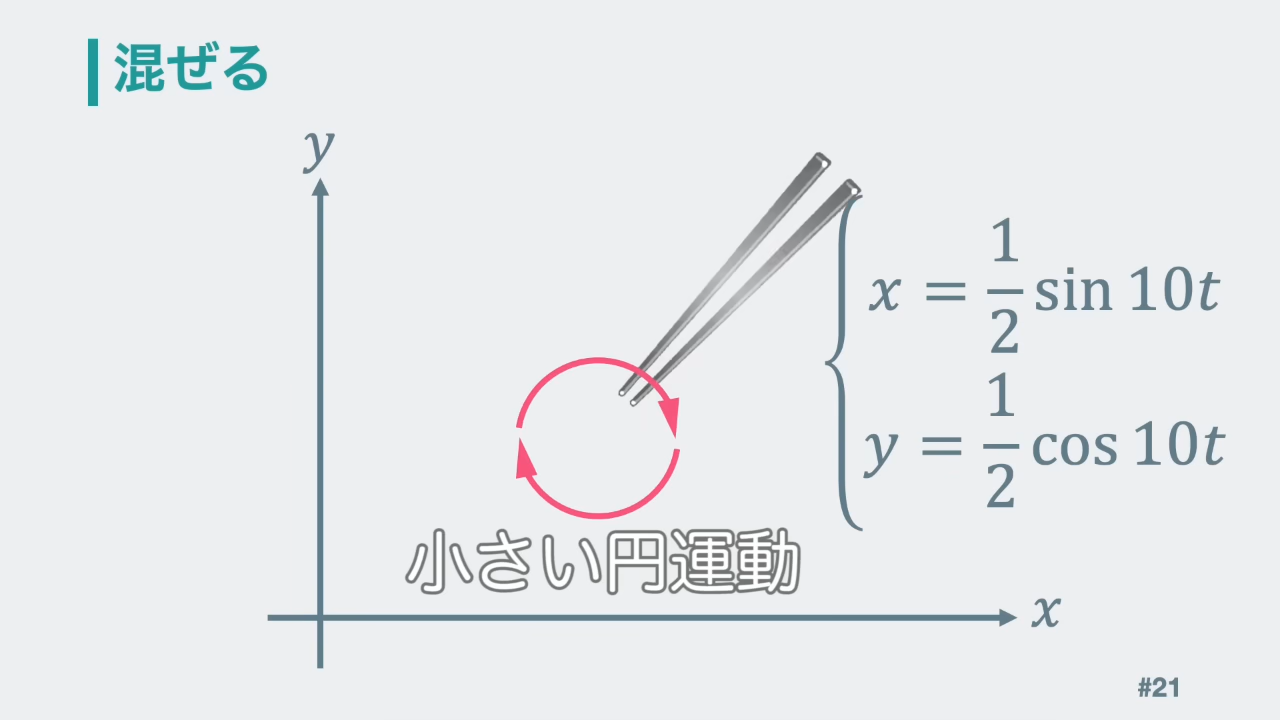 混ぜる
y
x = 1/2 sin 10t
y = 1/2 cos 10t
小さい円運動
x
#21